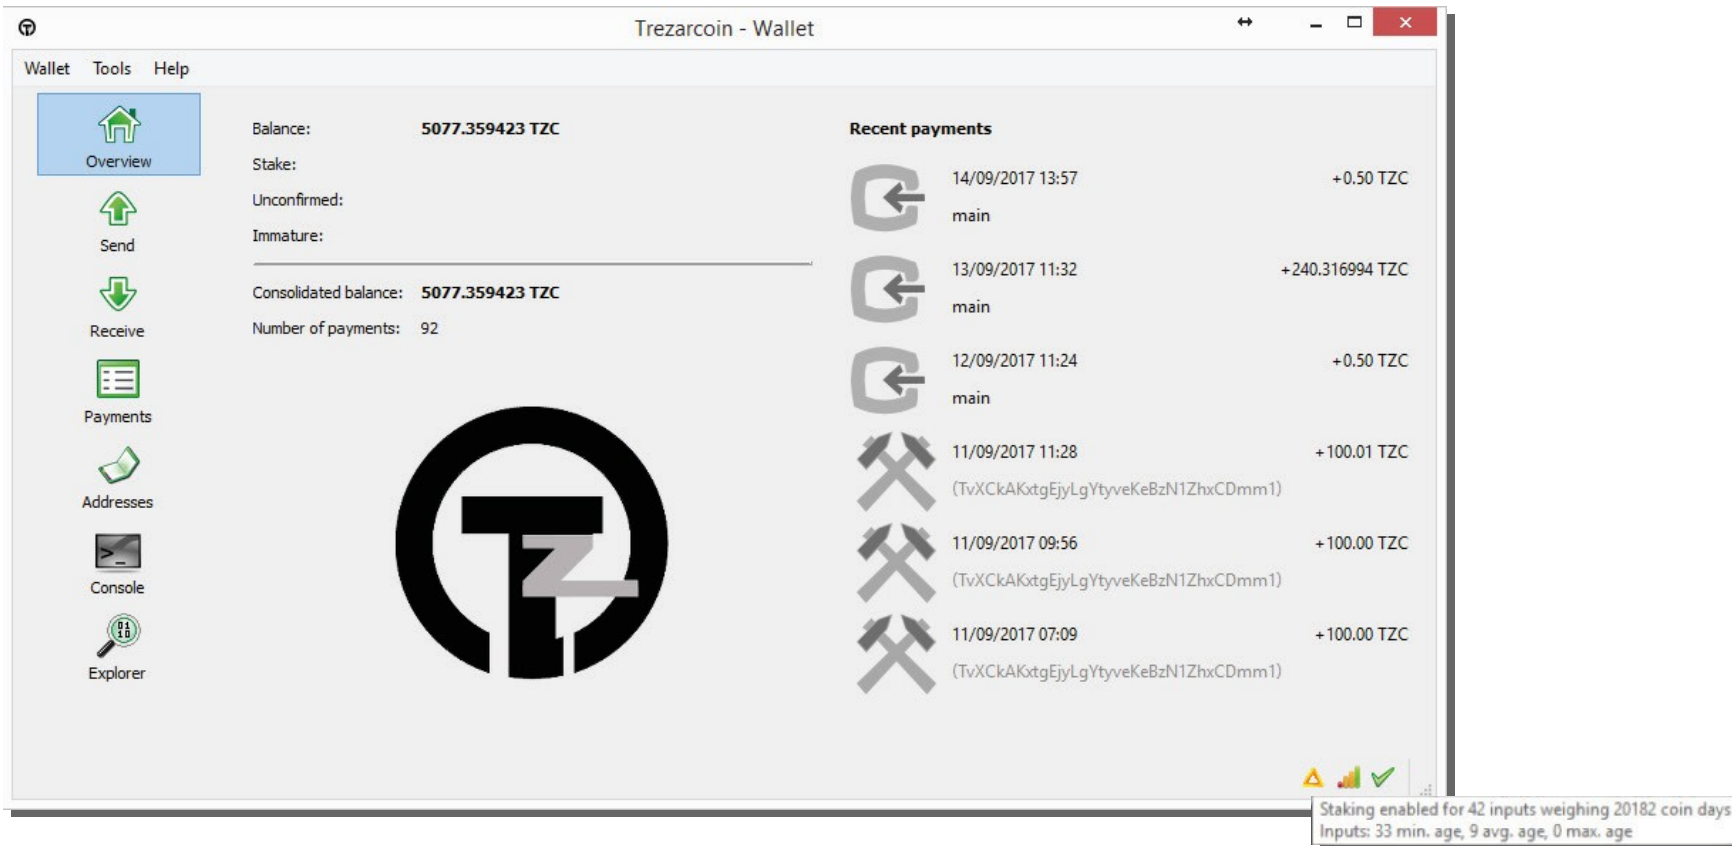 Trezarcoin - Wallet
Wallet Tools Help
Overview
Send
Receive
Payments
Addresses
Console
Explorer
Balance: 5077.359423 TZC
Stake:
Unconfirmed:
Immature:
Consolidated balance: 5077.359423 TZC
Number of payments: 92
TZ
Recent payments
14/09/2017 13:57 +0.50 TZC
main
13/09/2017 11:32 +240.316994 TZC
main
12/09/2017 11:24 +0.50 TZC
main
11/09/2017 11:28 +100.01 TZC
(TvXCkAKxtgEjyLgYtyveKeBzN1ZhxCDmm1)
11/09/2017 09:56 +100.00 TZC
(TvXCkAKxtgEjyLgYtyveKeBzN1ZhxCDmm1)
11/09/2017 07:09 +100.00 TZC
(TvXCkAKxtgEjyLgYtyveKeBzN1ZhxCDmm1)
Staking enabled for 42 inputs weighing 20182 coin days
Inputs: 33 min. age, 9 avg. age, 0 max. age